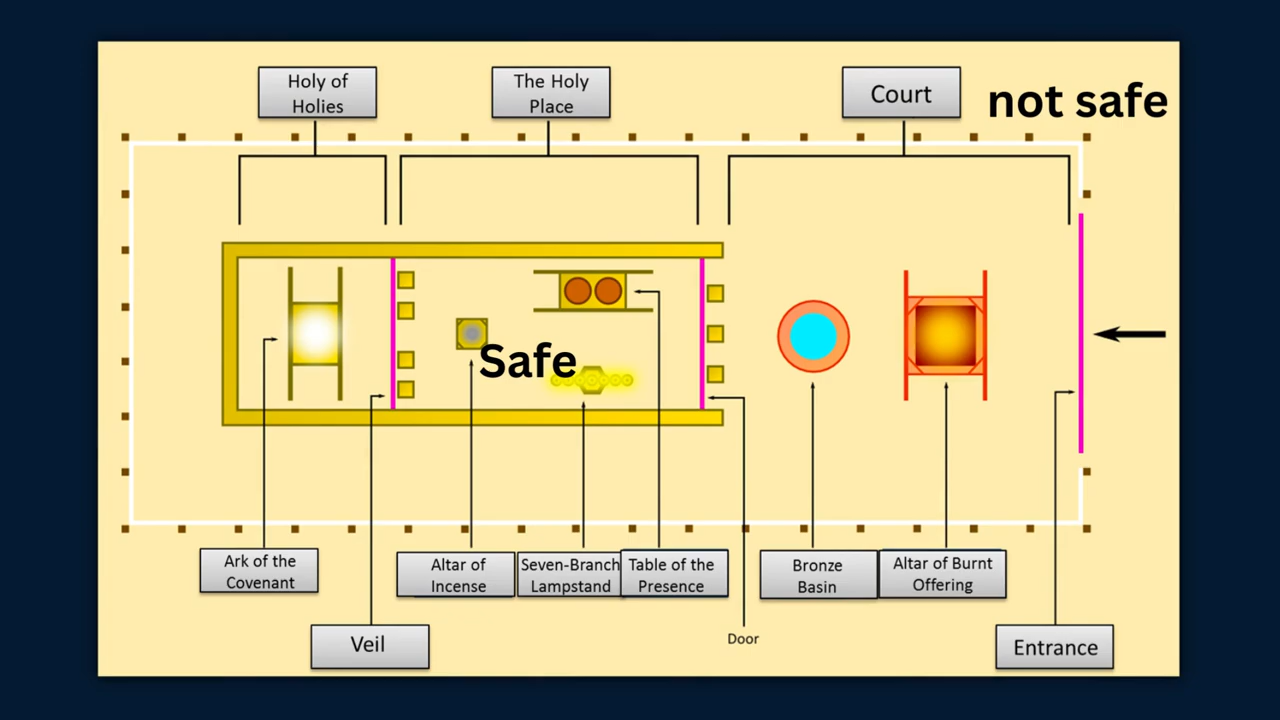 Holy of
Holies
The Holy
Place
Court
not safe
Safe
Ark of the
Covenant
Altar of
Incense
Seven-Branch
Lampstand
Table of the
Presence
Bronze
Basin
Altar of Burnt
Offering
Veil
Door
Entrance